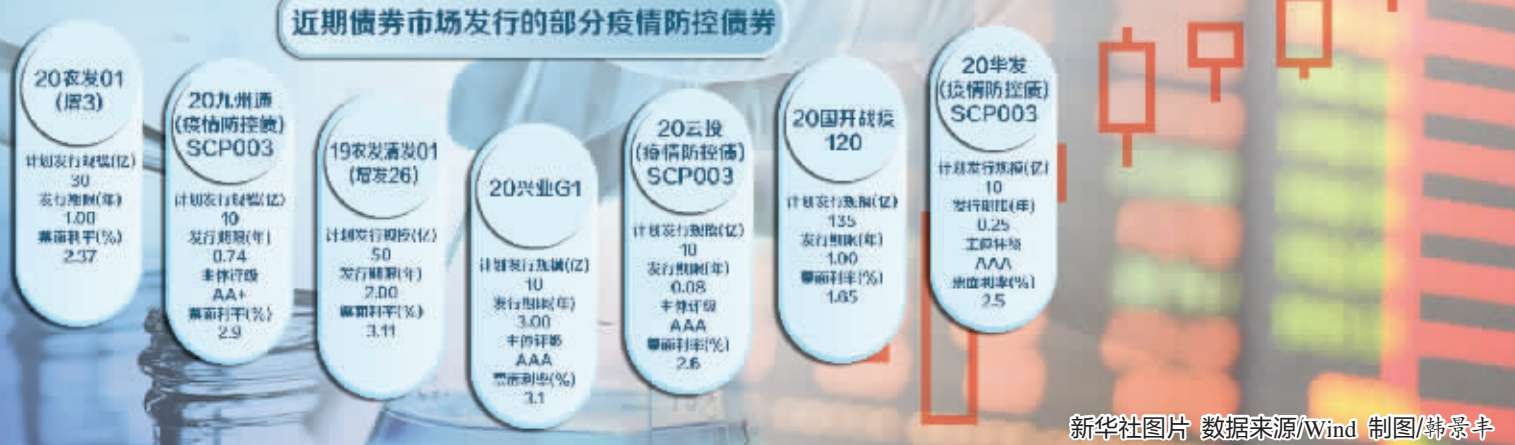 近期债券市场发行的部分疫情防控债券
20农发01
(增3)
计划发行规模(亿)
30
发行期限(年)
1.00
票面利率(%)
2.37
20九州通
(疫情防控债)
SCP003
计划发行规模(亿)
10
发行期限(年)
0.74
主体评级
AA+
票面利率(%)
2.9
19农发清发01
(增发26)
计划发行规模(亿)
50
发行期限(年)
2.00
票面利率(%)
3.11
20兴业G1
计划发行规模(亿)
10
发行期限(年)
3.00
主体评级
AAA
票面利率(%)
3.1
20云投
(疫情防控债)
SCP003
计划发行规模(亿)
10
发行期限(年)
0.08
主体评级
AAA
票面利率(%)
2.6
20国开战疫
120
计划发行规模(亿)
135
发行期限(年)
1.00
票面利率(%)
1.65
20华发
(疫情防控债)
SCP003
计划发行规模(亿)
10
发行期限(年)
0.25
主体评级
AAA
票面利率(%)
2.5
新华社图片 数据来源/Wind 制图/韩景丰